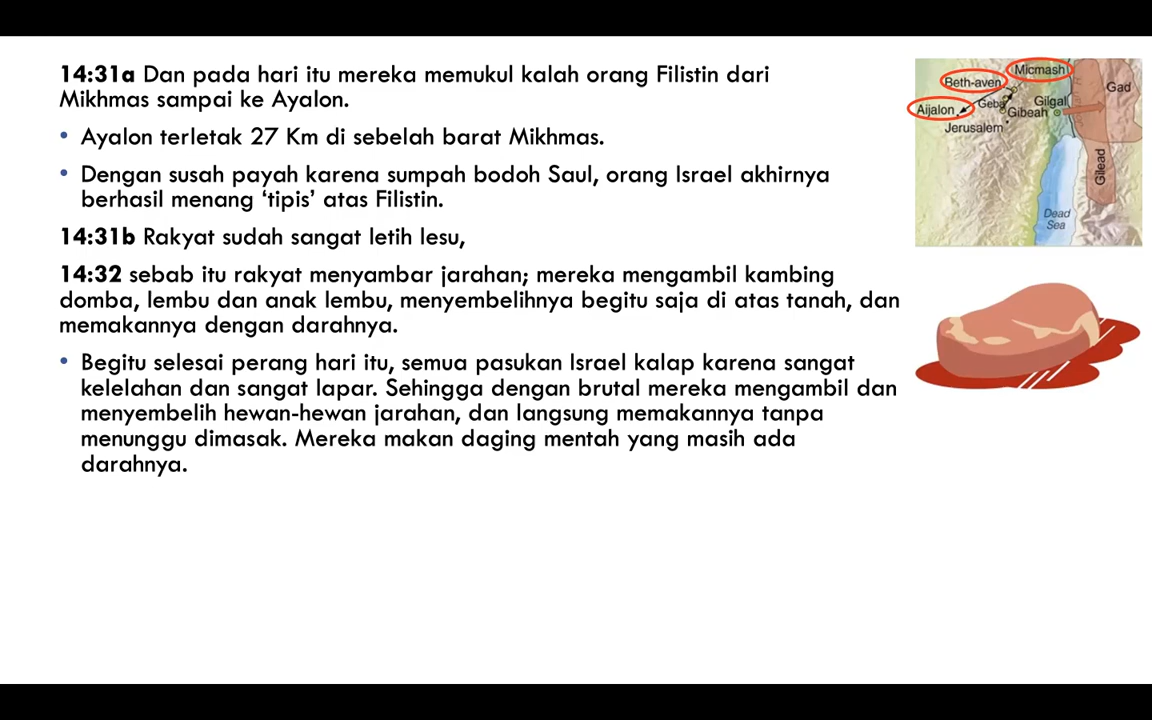 14:31a Dan pada hari itu mereka memukul kalah orang Filistin dari
Mikhmas sampai ke Ayalon.
• Ayalon terletak 27 Km di sebelah barat Mikhmas.
• Dengan susah payah karena sumpah bodoh Saul, orang Israel akhirnya
berhasil menang ‘tipis’ atas Filistin.
14:31b Rakyat sudah sangat letih lesu,
14:32 sebab itu rakyat menyambar jarahan; mereka mengambil kambing
domba, lembu dan anak lembu, menyembelihnya begitu saja di atas tanah, dan
memakannya dengan darahnya.
• Begitu selesai perang hari itu, semua pasukan Israel kalap karena sangat
kelelahan dan sangat lapar. Sehingga dengan brutal mereka mengambil dan
menyembelih hewan-hewan jarahan, dan langsung memakannya tanpa
menunggu dimasak. Mereka makan daging mentah yang masih ada
darahnya.
Micmash
Beth-aven
Gad
Aijalon
Geba
Gilgal
Gibeah
Jerusalem
Gilead
Dead
Sea